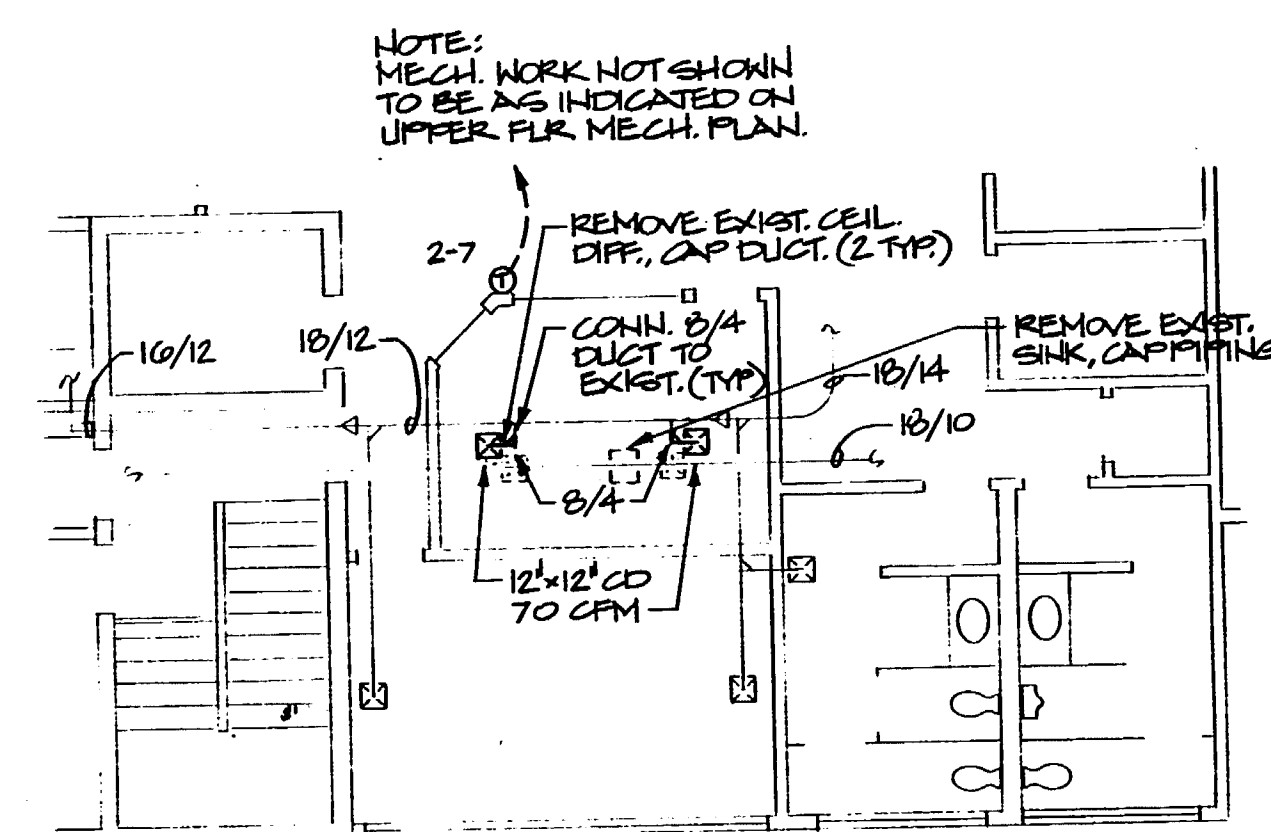 NOTE:
MECH. WORK NOT SHOWN
TO BE AS INDICATED ON
UPPER FLR MECH. PLAN.
REMOVE EXIST. CEIL.
DIFF., CAP DUCT. (2 TYP.)
2-7
T
CONN. 8/4
DUCT TO
EXIST. (TYP)
REMOVE EXIST.
SINK, CAP PIPING
16/12
18/12
18/14
18/10
8/4
12"x12" CD
70 CFM